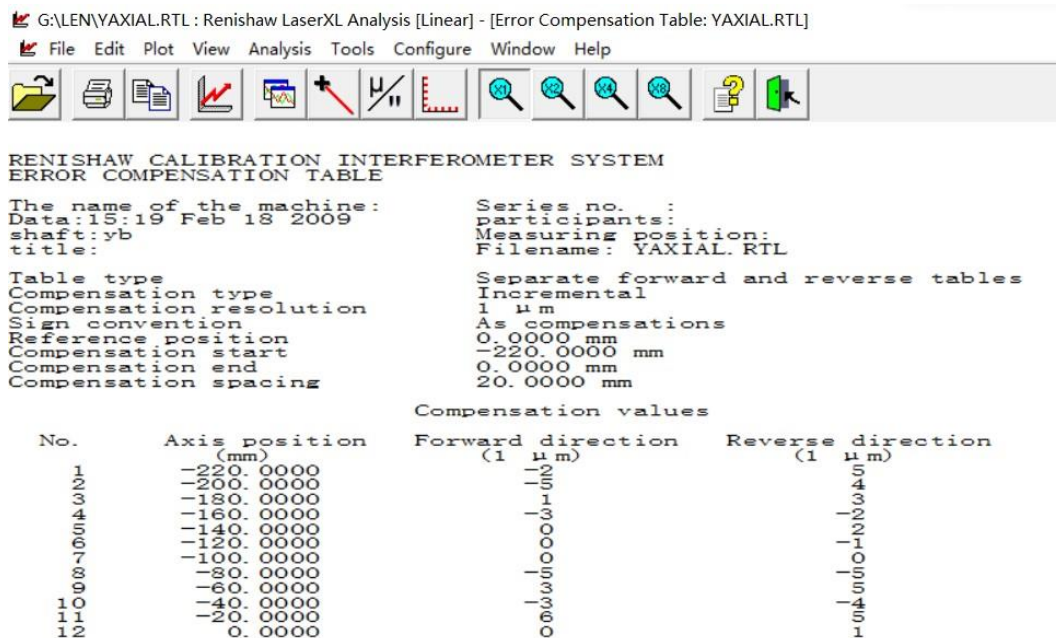 G:\LEN\YAXIAL.RTL : Renishaw LaserXL Analysis [Linear] - [Error Compensation Table: YAXIAL.RTL]
File Edit Plot View Analysis Tools Configure Window Help
X1 X2 X4 X8
RENISHAW CALIBRATION INTERFEROMETER SYSTEM
ERROR COMPENSATION TABLE
The name of the machine: Series no. :
Data:15:19 Feb 18 2009 participants:
shaft:yb Measuring position:
title: Filename: YAXIAL.RTL
Table type Separate forward and reverse tables
Compensation type Incremental
Compensation resolution 1 μm
Sign convention As compensations
Reference position 0.0000 mm
Compensation start -220.0000 mm
Compensation end 0.0000 mm
Compensation spacing 20.0000 mm
Compensation values
No. Axis position Forward direction Reverse direction
(mm) (1 μm) (1 μm)
1 -220.0000 -2 5
2 -200.0000 -5 4
3 -180.0000 1 3
4 -160.0000 -3 -2
5 -140.0000 0 2
6 -120.0000 0 -1
7 -100.0000 0 0
8 -80.0000 -5 -5
9 -60.0000 3 5
10 -40.0000 -3 -4
11 -20.0000 6 5
12 0.0000 0 1